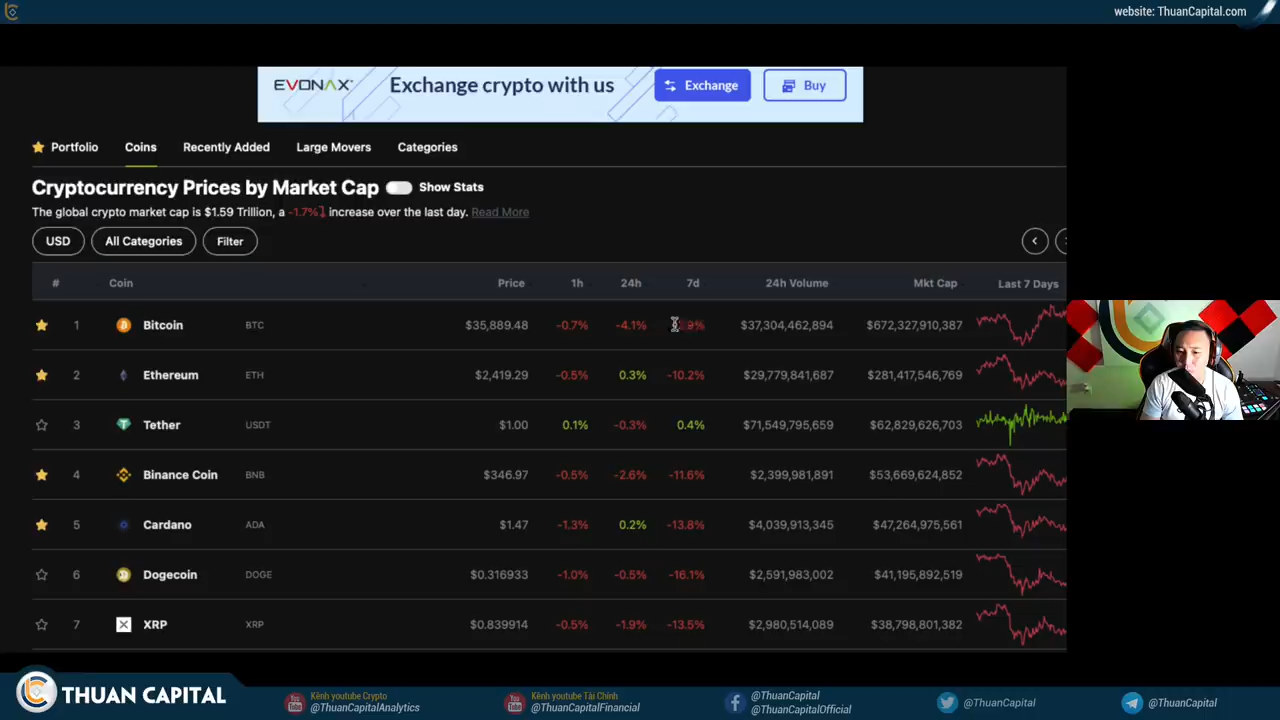 website: ThuanCapital.com
EVONAX
Exchange crypto with us
Exchange
Buy
Portfolio Coins Recently Added Large Movers Categories
Cryptocurrency Prices by Market Cap Show Stats
The global crypto market cap is $1.59 Trillion, a -1.7% increase over the last day. Read More
USD All Categories Filter
# Coin Price 1h 24h 7d 24h Volume Mkt Cap Last 7 Days
1 Bitcoin BTC $35,889.48 -0.7% -4.1% $37,304,462,894 $672,327,910,387
2 Ethereum ETH $2,419.29 -0.5% 0.3% -10.2% $29,779,841,687 $281,417,546,769
3 Tether USDT $1.00 0.1% -0.3% 0.4% $71,549,795,659 $62,829,626,703
4 Binance Coin BNB $346.97 -0.5% -2.6% -11.6% $2,399,981,891 $53,669,624,852
5 Cardano ADA $1.47 -1.3% 0.2% -13.8% $4,039,913,345 $47,264,975,561
6 Dogecoin DOGE $0.316933 -1.0% -0.5% -16.1% $2,591,983,002 $41,195,892,519
7 XRP XRP $0.839914 -0.5% -1.9% -13.5% $2,980,514,089 $38,798,801,382
THUAN CAPITAL
Kênh youtube Crypto
@ThuanCapitalAnalytics
Kênh youtube Tài Chính
@ThuanCapitalFinancial
@ThuanCapital
@ThuanCapitalOfficial
@ThuanCapital
@ThuanCapital